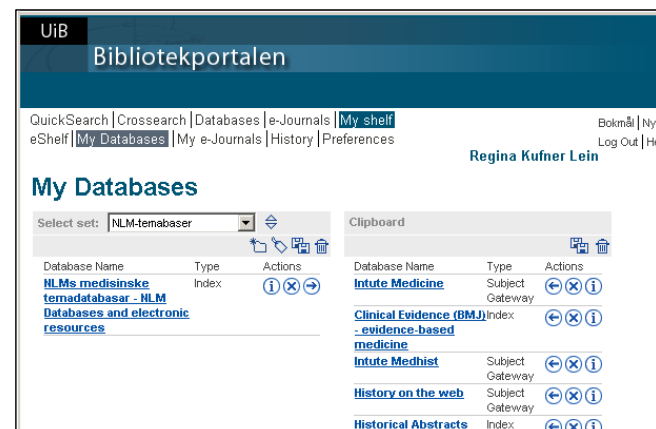 UiB
Bibliotekportalen
QuickSearch | Crossearch | Databases | e-Journals | My shelf
Bokmål | Ny
eShelf | My Databases | My e-Journals | History | Preferences
Log Out | He
Regina Kufner Lein
My Databases
Select set: NLM-temabaser
Clipboard
Database Name Type Actions
NLMs medisinske Index
temadatabasar - NLM
Databases and electronic
resources
Database Name Type Actions
Intute Medicine Subject
Gateway
Clinical Evidence (BMJ) Index
- evidence-based
medicine
Intute Medhist Subject
Gateway
History on the web Subject
Gateway
Historical Abstracts Index